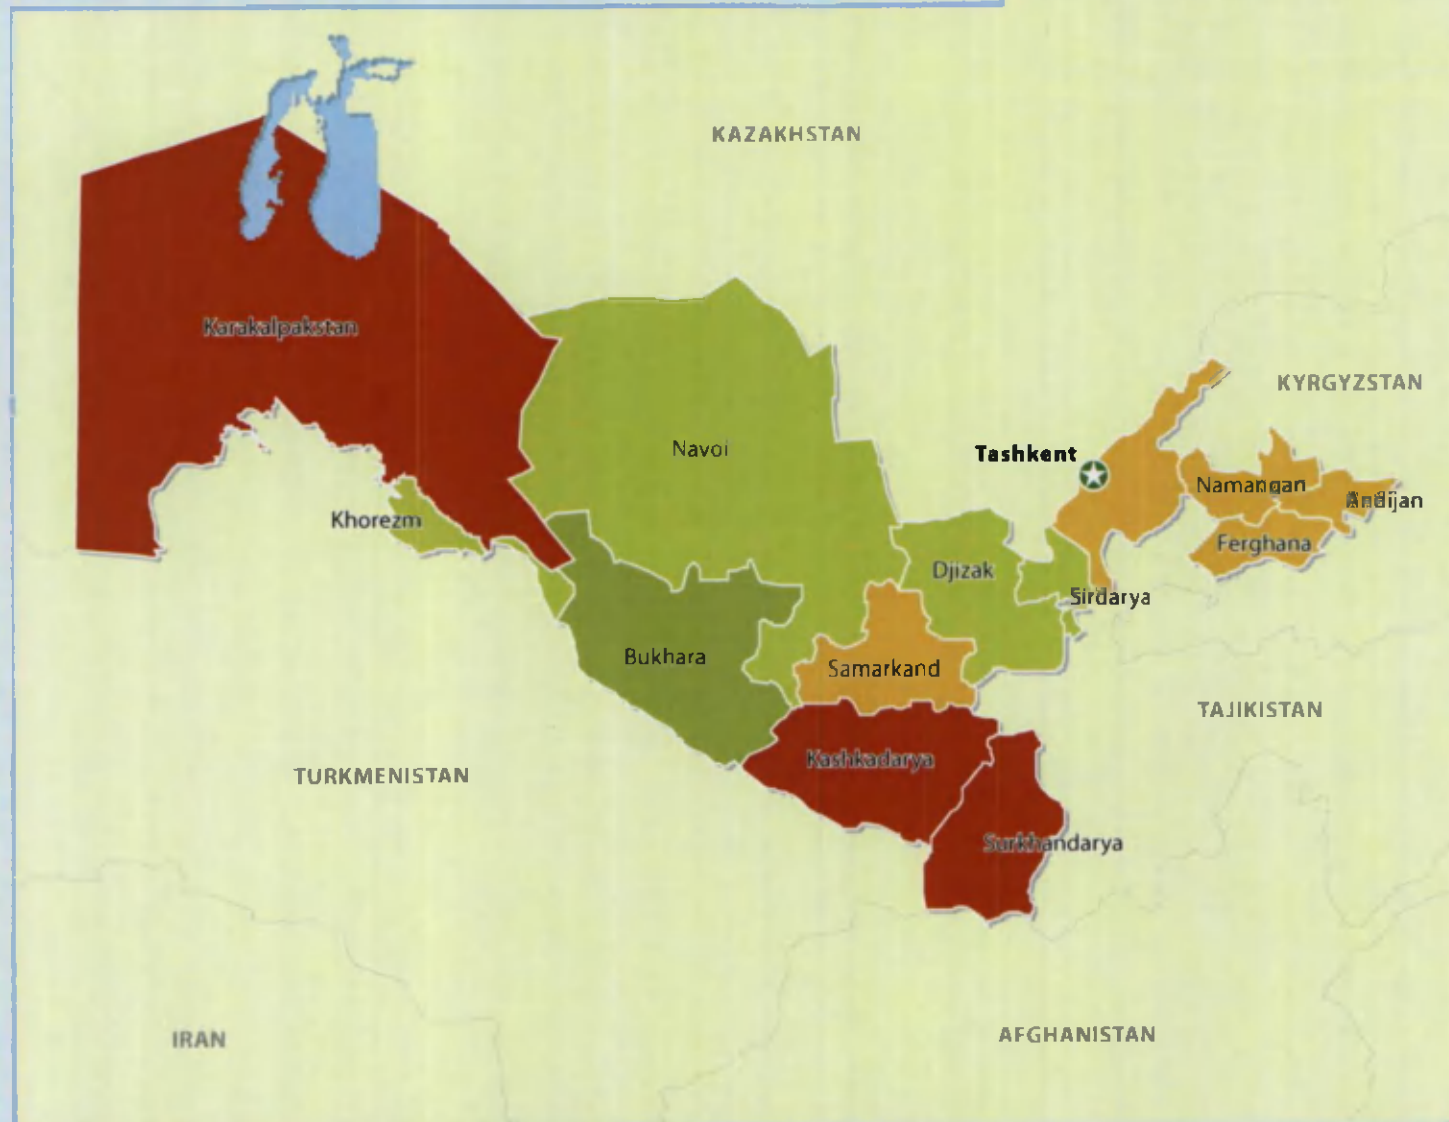 KAZAKHSTAN
Karakalpakstan
KYRGYZSTAN
Navoi
Tashkent
Namangan
Andijan
Khorezm
Ferghana
Djizak
Sirdarya
Bukhara
Samarkand
TAJIKISTAN
Kashkadarya
TURKMENISTAN
Surkhandarya
AFGHANISTAN
IRAN